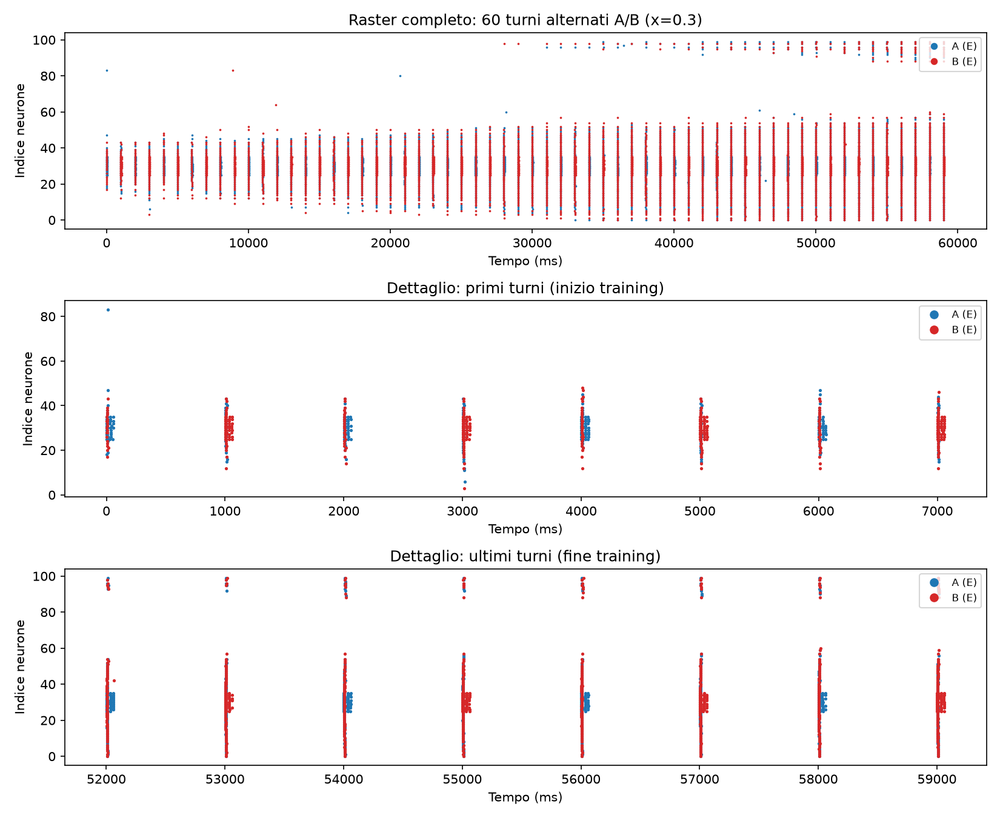 Raster completo: 60 turni alternati A/B (x=0.3)
100
80
60
40
20
0
Indice neurone
A (E)
B (E)
0 10000 20000 30000 40000 50000 60000
Tempo (ms)
Dettaglio: primi turni (inizio training)
80
60
40
20
0
Indice neurone
A (E)
B (E)
0 1000 2000 3000 4000 5000 6000 7000
Tempo (ms)
Dettaglio: ultimi turni (fine training)
100
80
60
40
20
0
Indice neurone
A (E)
B (E)
52000 53000 54000 55000 56000 57000 58000 59000
Tempo (ms)